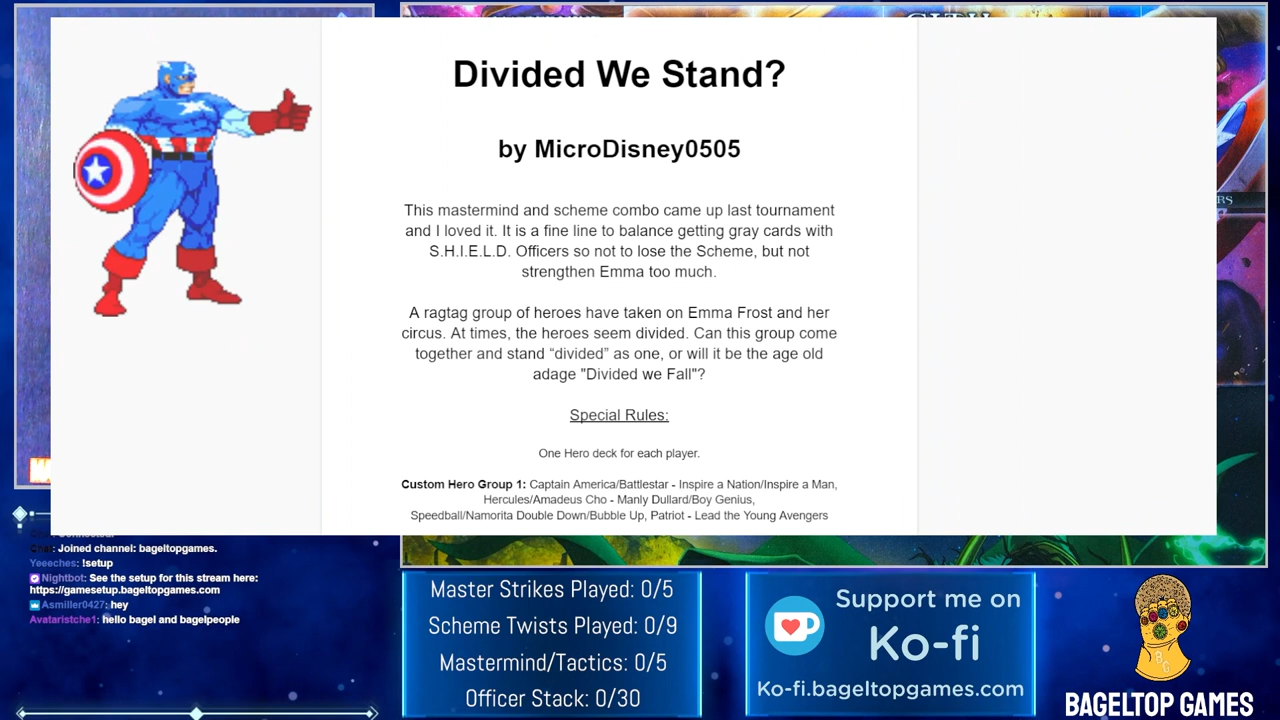 Divided We Stand?
by MicroDisney0505
This mastermind and scheme combo came up last tournament
and I loved it. It is a fine line to balance getting gray cards with
S.H.I.E.L.D. Officers so not to lose the Scheme, but not
strengthen Emma too much.
A ragtag group of heroes have taken on Emma Frost and her
circus. At times, the heroes seem divided. Can this group come
together and stand “divided” as one, or will it be the age old
adage "Divided we Fall"?
Special Rules:
One Hero deck for each player.
Custom Hero Group 1: Captain America/Battlestar - Inspire a Nation/Inspire a Man,
Hercules/Amadeus Cho - Manly Dullard/Boy Genius,
Speedball/Namorita Double Down/Bubble Up, Patriot - Lead the Young Avengers
: Joined channel: bageltopgames.
Yeeeches: !setup
Nightbot: See the setup for this stream here:
https://gamesetup.bageltopgames.com
Asmiller0427: hey
Avataristche1: hello bagel and bagelpeople
Master Strikes Played: 0/5
Scheme Twists Played: 0/9
Mastermind/Tactics: 0/5
Officer Stack: 0/30
Support me on
Ko-fi
Ko-fi.bageltopgames.com
BG
BAGELTOP GAMES